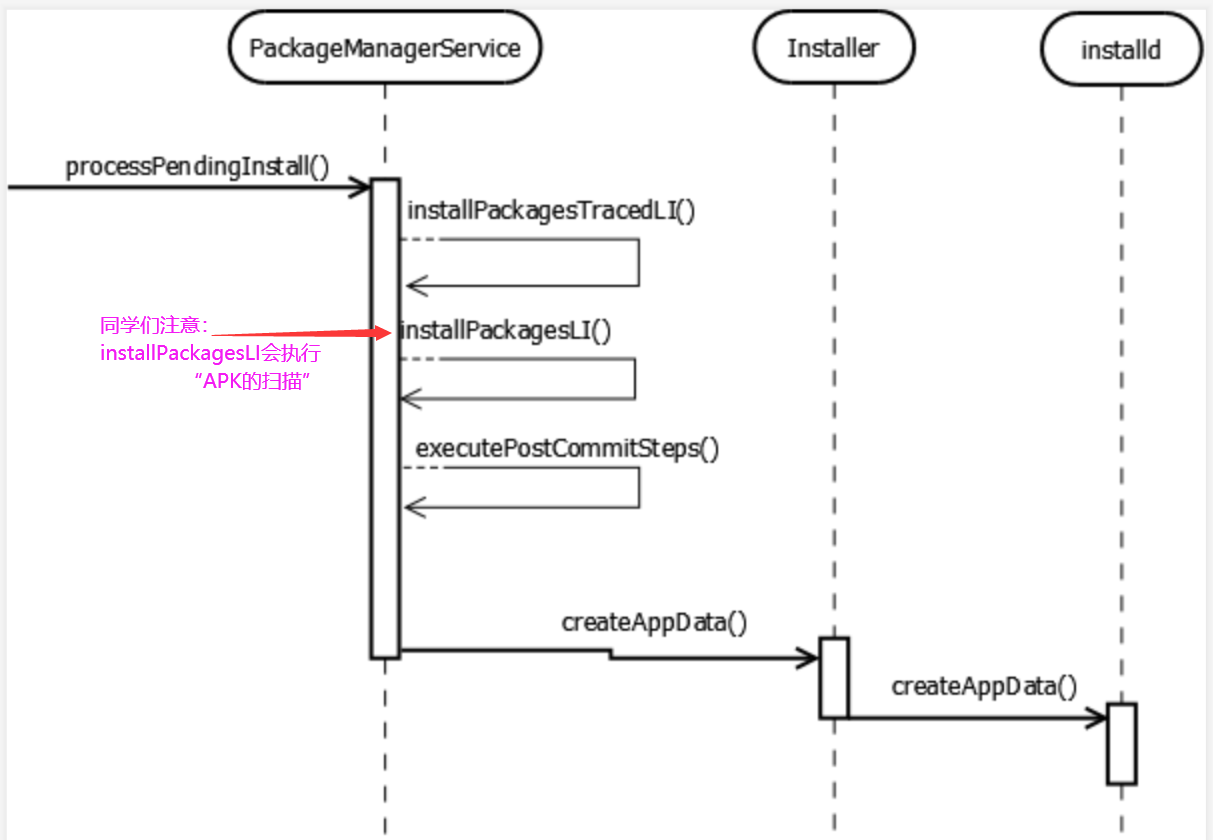 PackageManagerService
Installer
installd
processPendingInstall()
installPackagesTracedLI()
同学们注意：
installPackagesLI会执行
“APK的扫描”
installPackagesLI()
executePostCommitSteps()
createAppData()
createAppData()